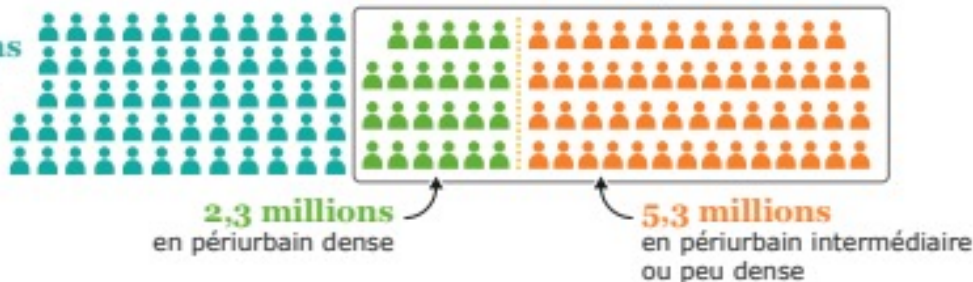 2,3 millions
en périurbain dense
5,3 millions
en périurbain intermédiaire
ou peu dense